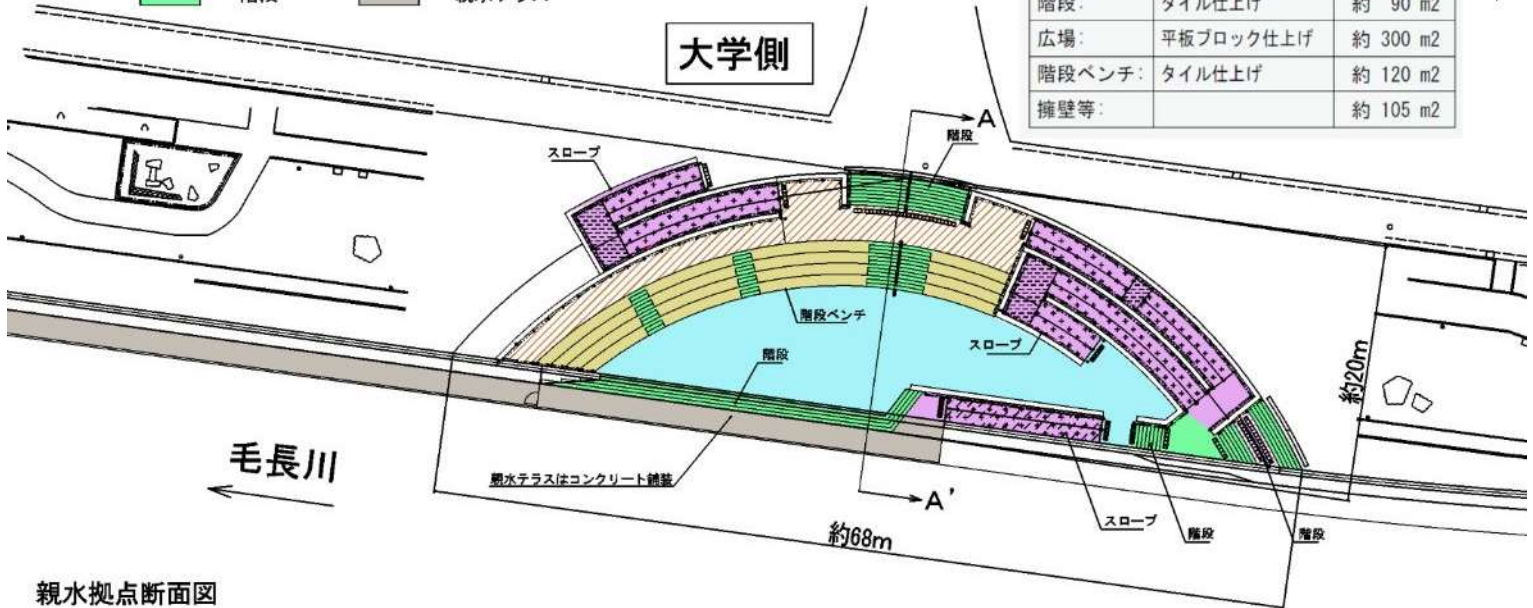 階段:	タイル仕上げ	約 90 m2
広場:	平板ブロック仕上げ	約 300 m2
階段ベンチ:	タイル仕上げ	約 120 m2
擁壁等:		約 105 m2
大学側
A
階段
スロープ
階段ベンチ
スロープ
階段
約20m
毛長川
親水テラスはコンクリート舗装
A'
スロープ
階段
階段
約68m
親水拠点断面図